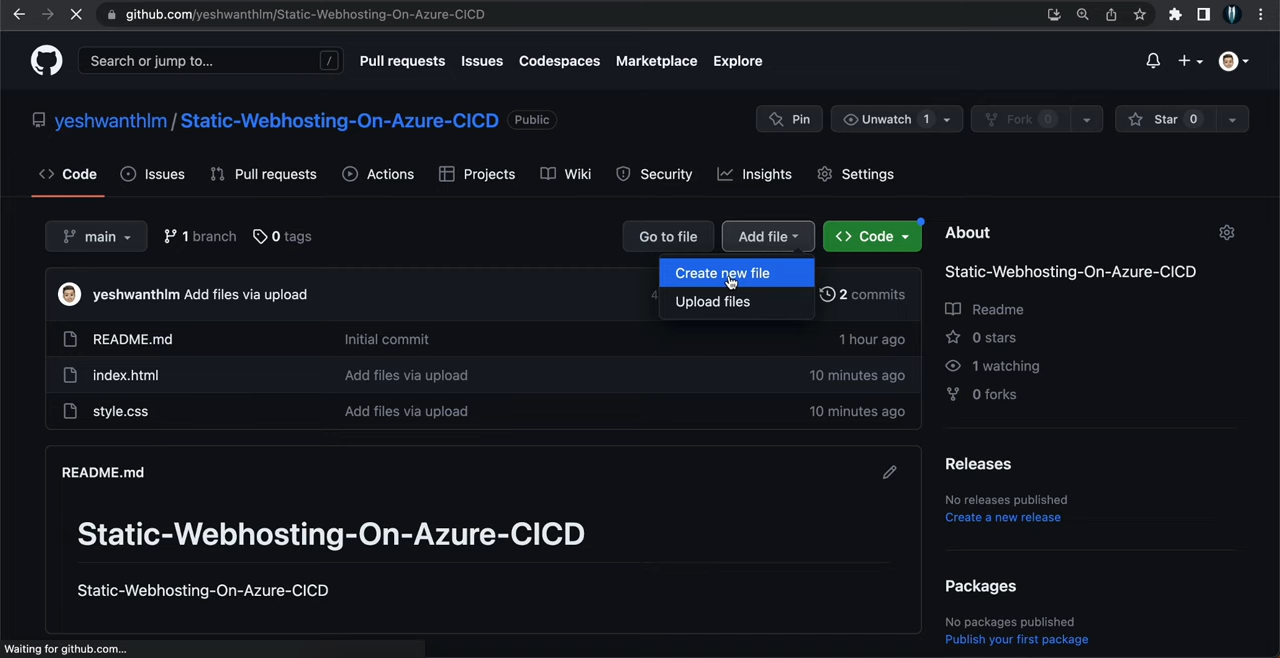 github.com/yeshwanthlm/Static-Webhosting-On-Azure-CICD
Search or jump to... /
Pull requests Issues Codespaces Marketplace Explore
yeshwanthlm / Static-Webhosting-On-Azure-CICD Public
Pin Unwatch 1 Fork 0 Star 0
Code Issues Pull requests Actions Projects Wiki Security Insights Settings
main 1 branch 0 tags Go to file Add file Code
Create new file
Upload files
yeshwanthlm Add files via upload 2 commits
README.md Initial commit 1 hour ago
index.html Add files via upload 10 minutes ago
style.css Add files via upload 10 minutes ago
README.md
Static-Webhosting-On-Azure-CICD
Static-Webhosting-On-Azure-CICD
About
Static-Webhosting-On-Azure-CICD
Readme
0 stars
1 watching
0 forks
Releases
No releases published
Create a new release
Packages
No packages published
Publish your first package
Waiting for github.com...